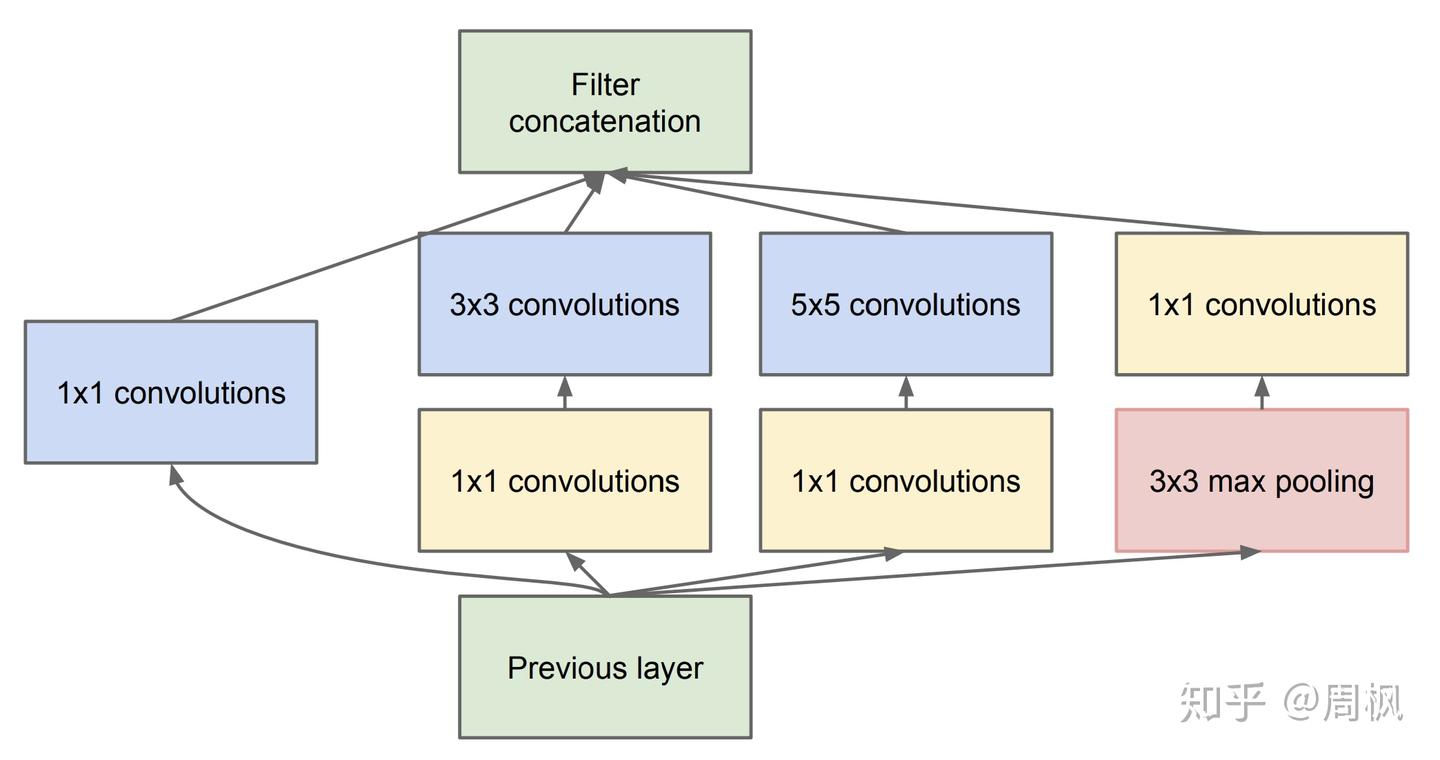 Filter
concatenation
3x3 convolutions
5x5 convolutions
1x1 convolutions
1x1 convolutions
1x1 convolutions
1x1 convolutions
3x3 max pooling
Previous layer
知乎 @周枫